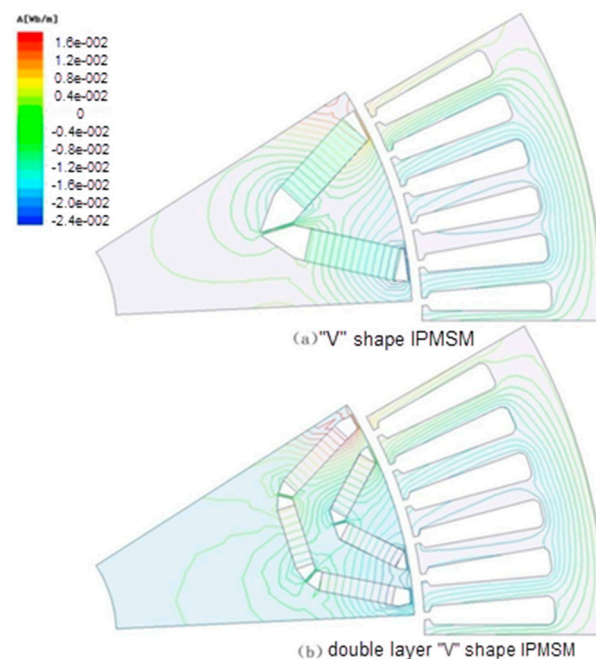 A[Wb/m]
1.6e-002
1.2e-002
0.8e-002
0.4e-002
0
-0.4e-002
-0.8e-002
-1.2e-002
-1.6e-002
-2.0e-002
-2.4e-002
(a)"V" shape IPMSM
(b) double layer "V" shape IPMSM